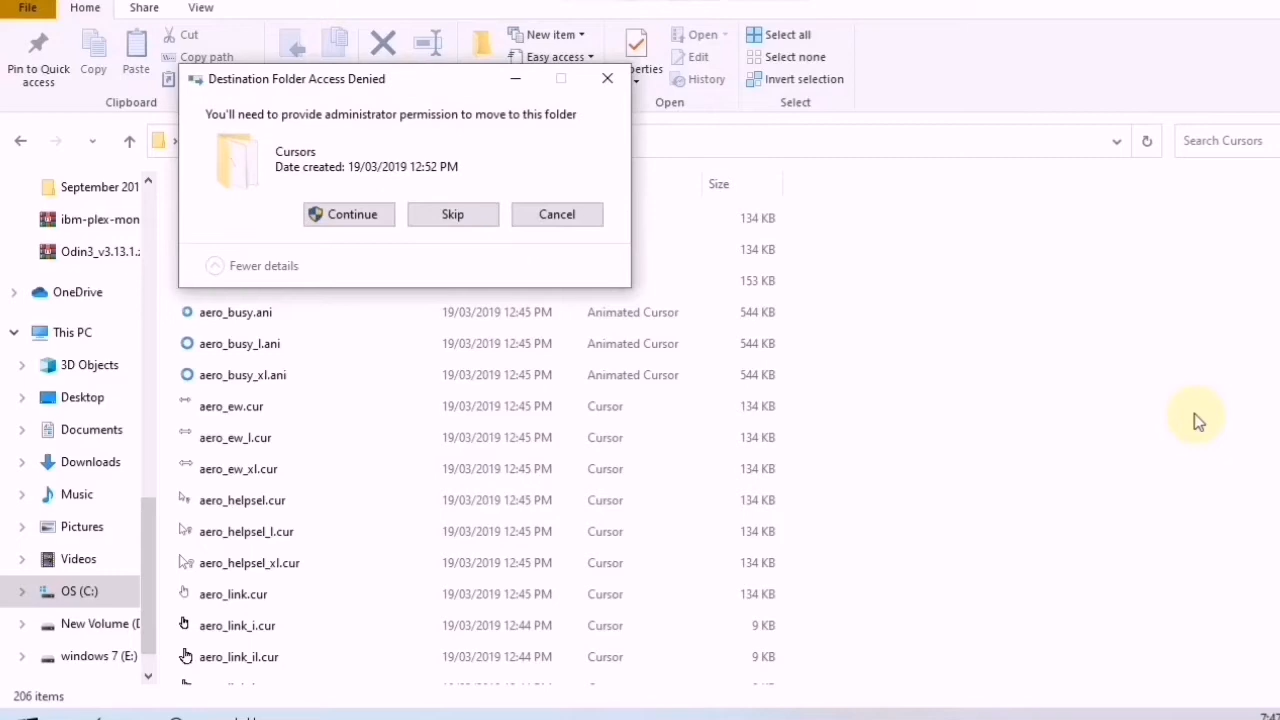 File
Home
Share
View
Pin to Quick
access
Copy
Paste
Cut
Copy path
New item
Easy access
Open
Edit
History
Select all
Select none
Invert selection
Clipboard
Open
Select
Destination Folder Access Denied
You'll need to provide administrator permission to move to this folder
Cursors
Date created: 19/03/2019 12:52 PM
Continue
Skip
Cancel
Fewer details
Search Cursors
September 201
ibm-plex-mon
Odin3_v3.13.1.
OneDrive
This PC
3D Objects
Desktop
Documents
Downloads
Music
Pictures
Videos
OS (C:)
New Volume (
windows 7 (E:)
Size
134 KB
134 KB
153 KB
aero_busy.ani 19/03/2019 12:45 PM Animated Cursor 544 KB
aero_busy_l.ani 19/03/2019 12:45 PM Animated Cursor 544 KB
aero_busy_xl.ani 19/03/2019 12:45 PM Animated Cursor 544 KB
aero_ew.cur 19/03/2019 12:45 PM Cursor 134 KB
aero_ew_l.cur 19/03/2019 12:45 PM Cursor 134 KB
aero_ew_xl.cur 19/03/2019 12:45 PM Cursor 134 KB
aero_helpsel.cur 19/03/2019 12:45 PM Cursor 134 KB
aero_helpsel_l.cur 19/03/2019 12:45 PM Cursor 134 KB
aero_helpsel_xl.cur 19/03/2019 12:45 PM Cursor 134 KB
aero_link.cur 19/03/2019 12:45 PM Cursor 134 KB
aero_link_i.cur 19/03/2019 12:44 PM Cursor 9 KB
aero_link_il.cur 19/03/2019 12:44 PM Cursor 9 KB
206 items